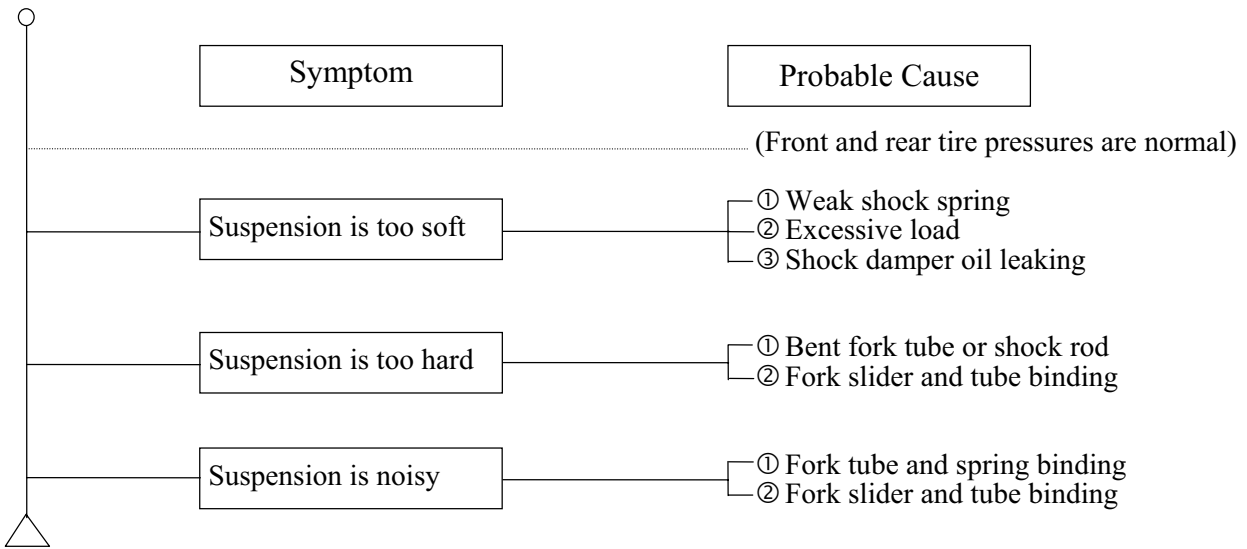 Symptom
Probable Cause
(Front and rear tire pressures are normal)
Suspension is too soft
① Weak shock spring
② Excessive load
③ Shock damper oil leaking
Suspension is too hard
① Bent fork tube or shock rod
② Fork slider and tube binding
Suspension is noisy
① Fork tube and spring binding
② Fork slider and tube binding